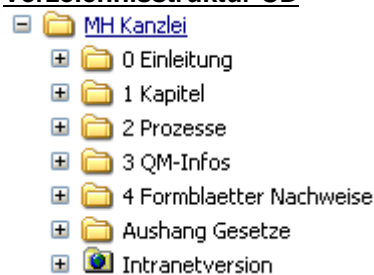 Verzeichnisstruktur CD
MH Kanzlei
0 Einleitung
1 Kapitel
2 Prozesse
3 QM-Infos
4 Formblaetter Nachweise
Aushang Gesetze
Intranetversion